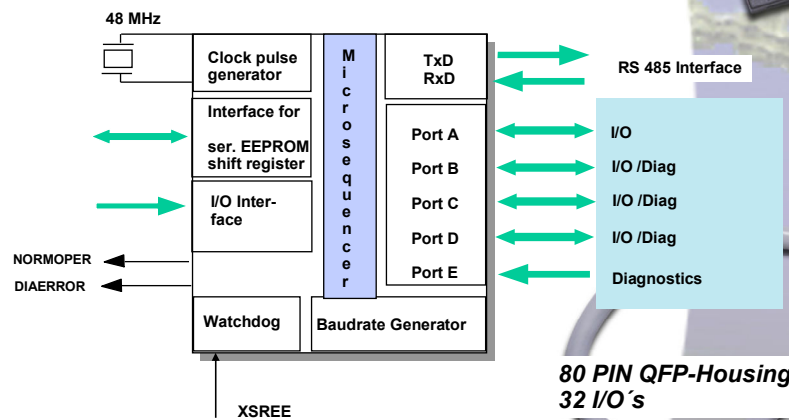 48 MHz
Clock pulse
generator
Interface for
ser. EEPROM
shift register
I/O Inter-
face
NORMOPER
DIAERROR
Watchdog
XSREE
Microsequencer
Baudrate Generator
TxD
RxD
Port A
Port B
Port C
Port D
Port E
RS 485 Interface
I/O
I/O /Diag
I/O /Diag
I/O /Diag
Diagnostics
80 PIN QFP-Housing
32 I/O´s